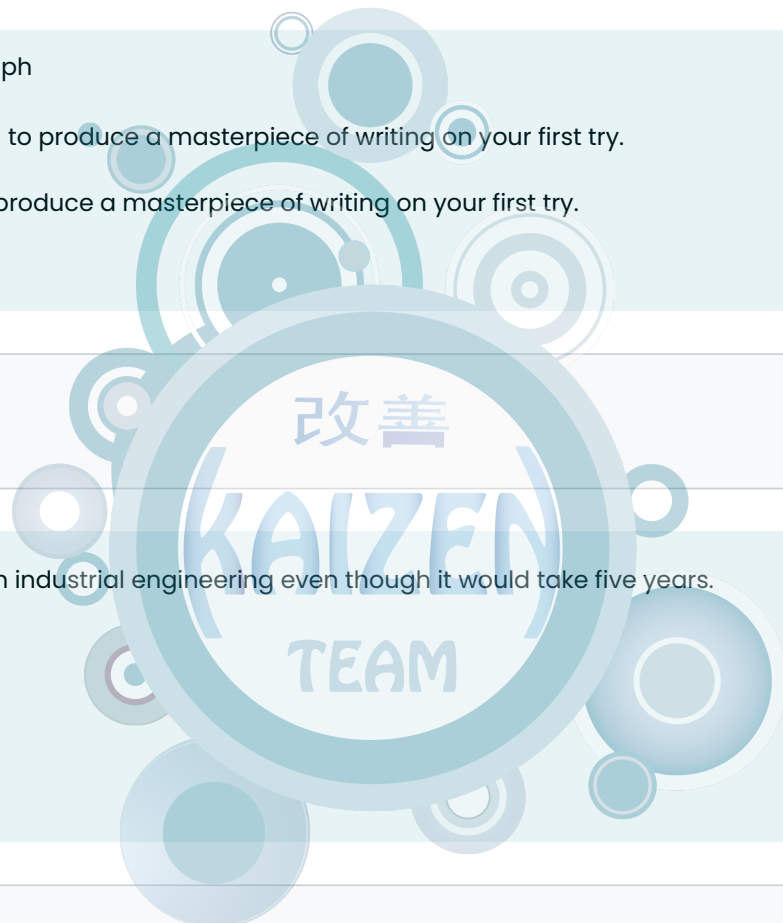 ph
to produce a masterpiece of writing on your first try.
produce a masterpiece of writing on your first try.
改善
KAIZEN
industrial engineering even though it would take five years.
TEAM